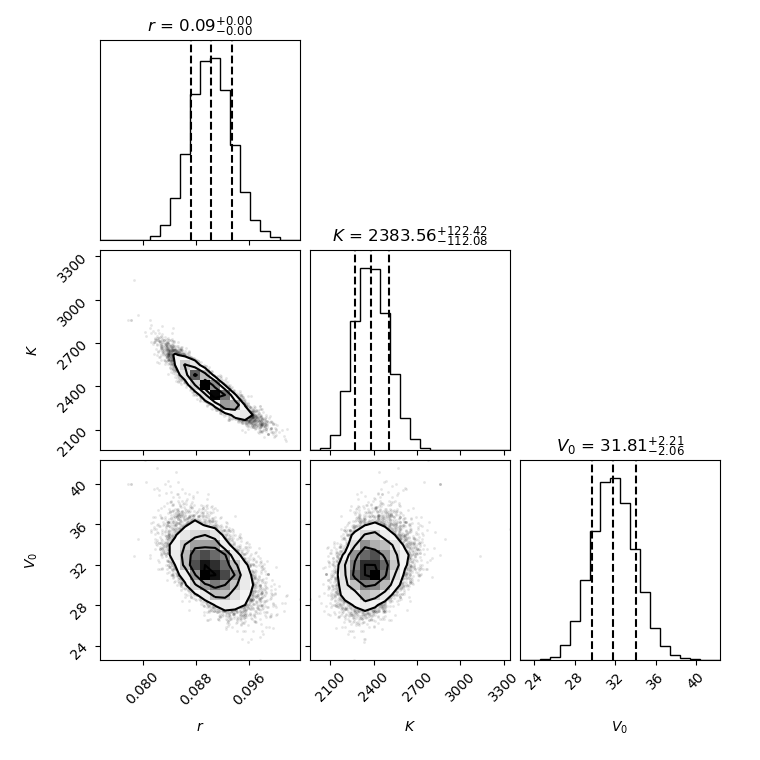 r = 0.09+0.00 −0.00
K = 2383.56+122.42 −112.08
3300
3000
2700
2400
2100
K
V0 = 31.81+2.21 −2.06
40
36
32
28
24
V0
0.080 0.088 0.096
2100 2400 2700 3000 3300
24 28 32 36 40
r K V0